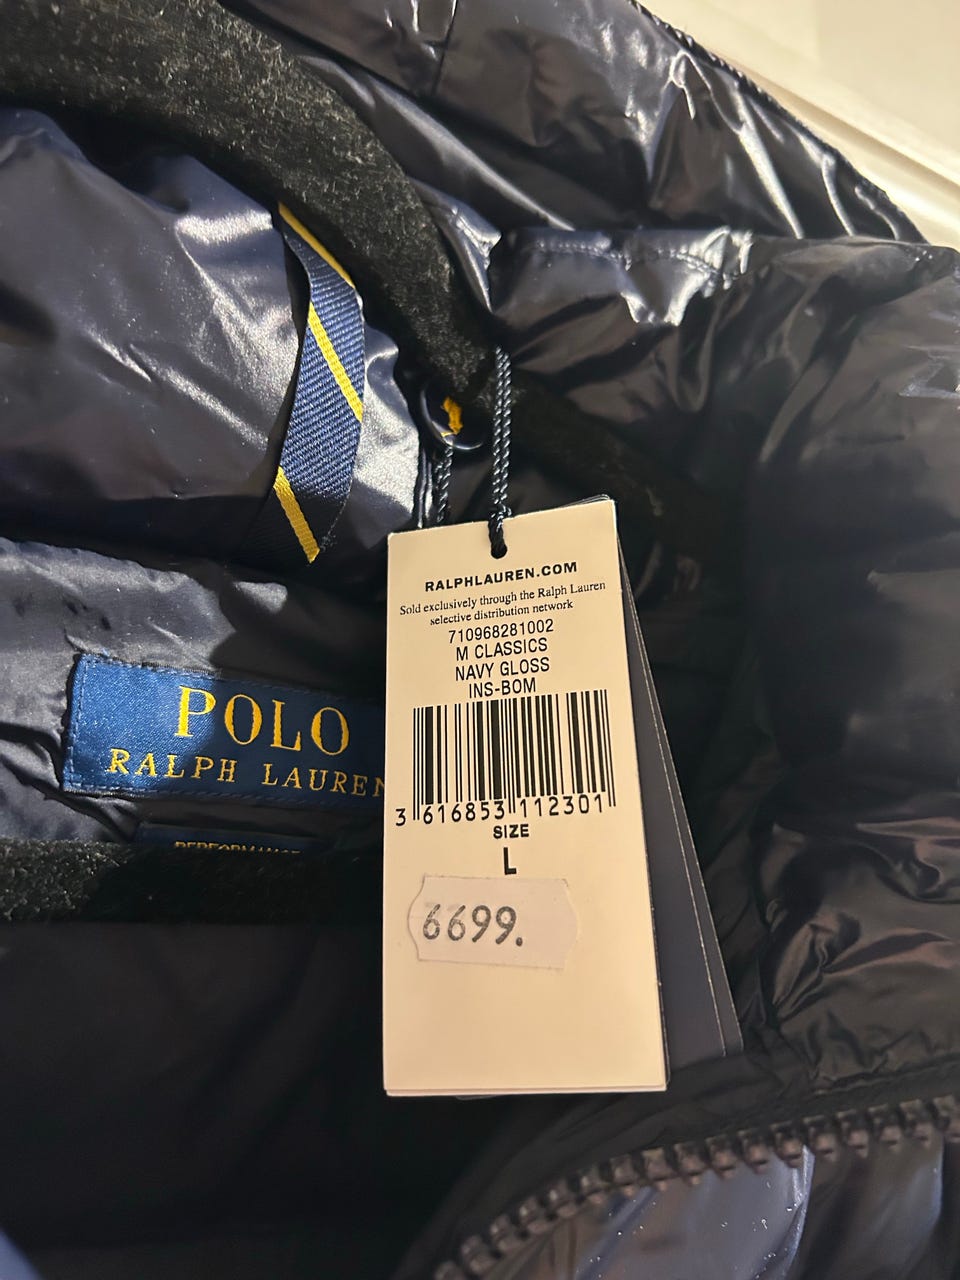 RALPHLAUREN.COM
Sold exclusively through the Ralph Lauren
selective distribution network
710968281002
M CLASSICS
NAVY GLOSS
INS-BOM
3 616853 112301
SIZE
L
6699.
POLO
RALPH LAUREN
PERFORMANCE